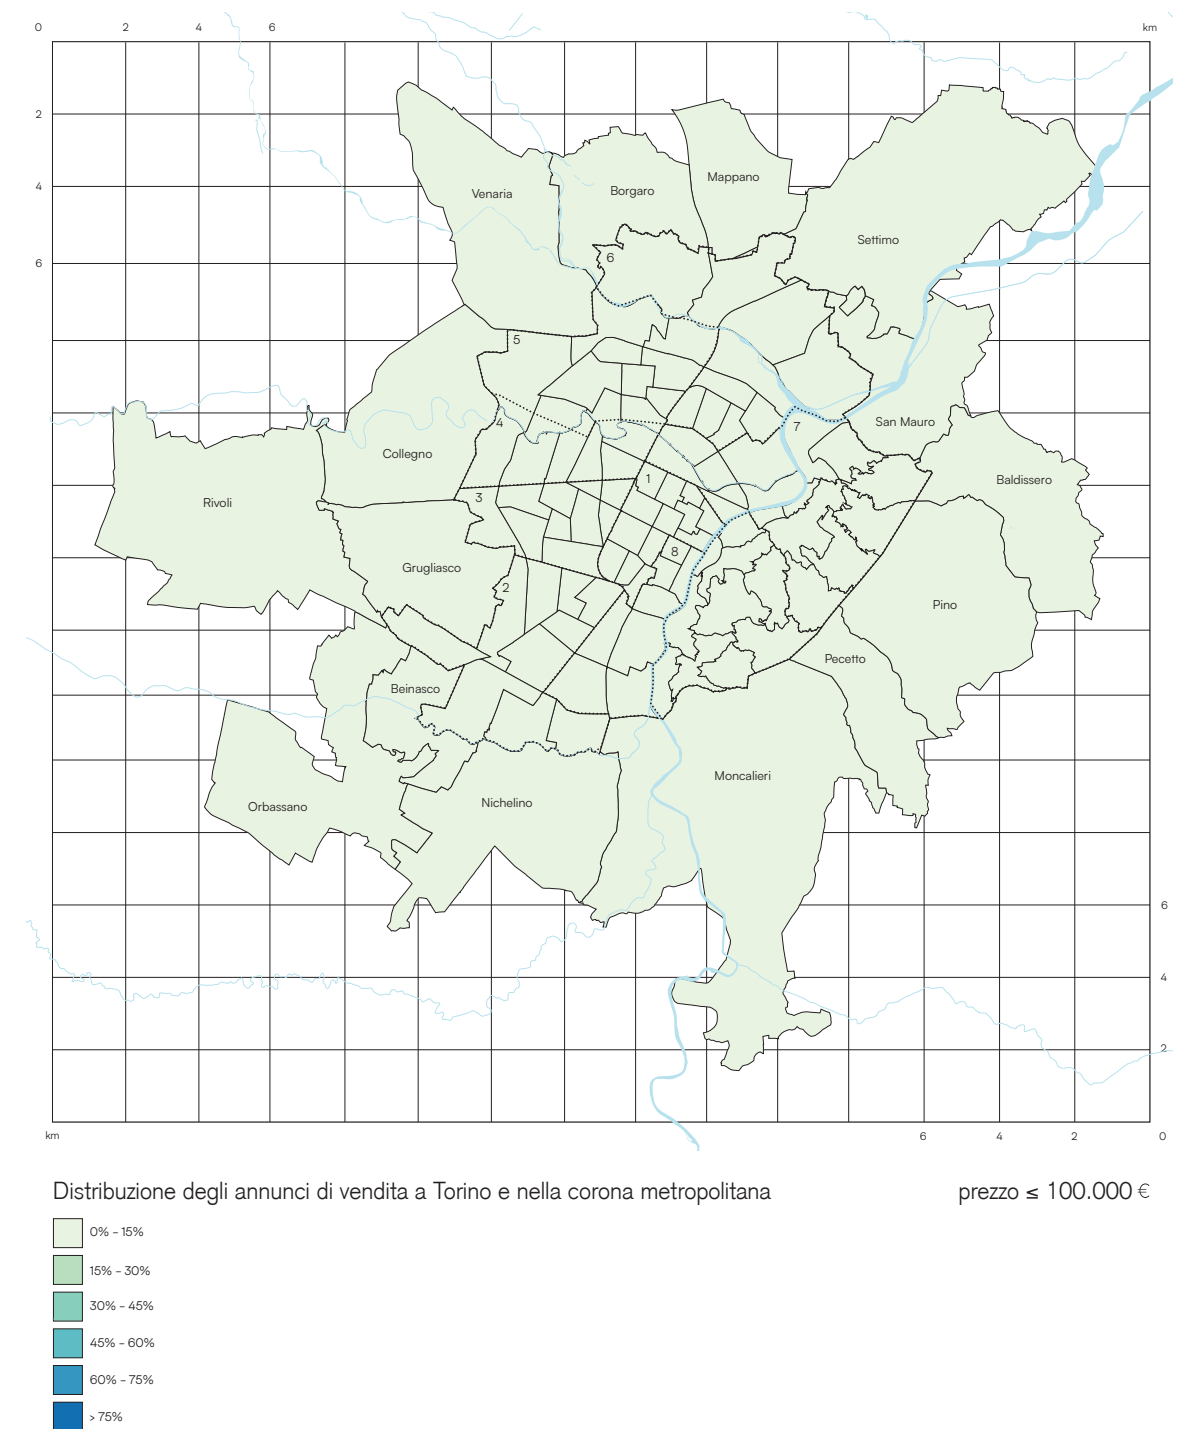 0 2 4 6 km
2
4
6
Venaria
Borgaro
Mappano
Settimo
6
5
4
7
San Mauro
Collegno
Baldissero
Rivoli
1
3
8
Grugliasco
2
Pino
Pecetto
Beinasco
Moncalieri
Nichelino
Orbassano
6
4
2
km 6 4 2 0
Distribuzione degli annunci di vendita a Torino e nella corona metropolitana prezzo ≤ 100.000 €
0% - 15%
15% - 30%
30% - 45%
45% - 60%
60% - 75%
> 75%